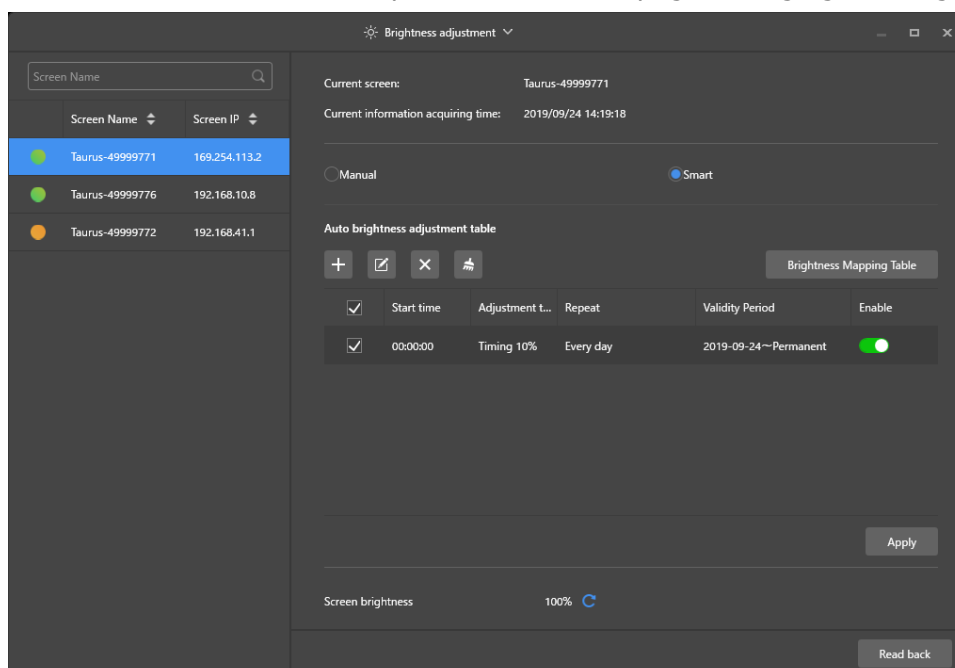 Brightness adjustment
Screen Name
Screen Name Screen IP
Taurus-49999771 169.254.113.2
Taurus-49999776 192.168.10.8
Taurus-49999772 192.168.41.1
Current screen: Taurus-49999771
Current information acquiring time: 2019/09/24 14:19:18
Manual Smart
Auto brightness adjustment table
Brightness Mapping Table
Start time Adjustment t... Repeat Validity Period Enable
00:00:00 Timing 10% Every day 2019-09-24~Permanent
Apply
Screen brightness 100%
Read back